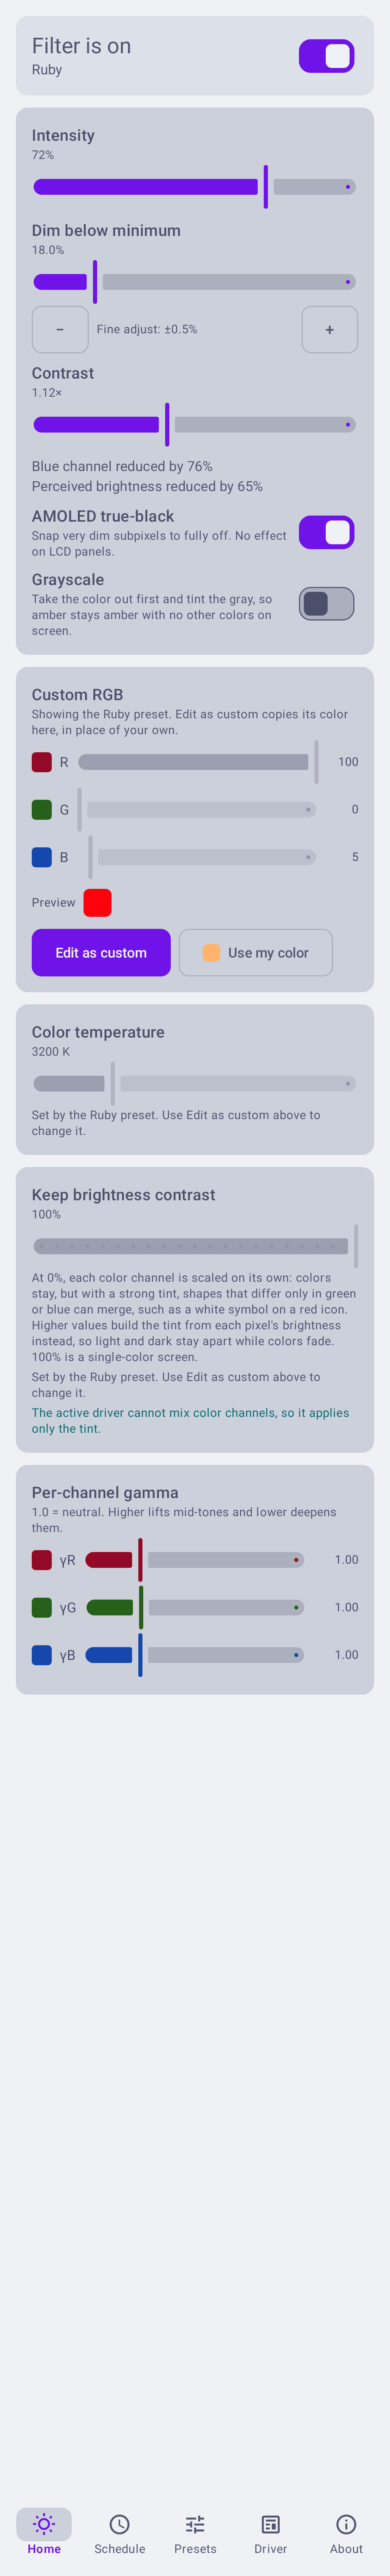 Filter is on
Ruby
Intensity
72%
Dim below minimum
18.0%
−
Fine adjust: ±0.5%
+
Contrast
1.12×
Blue channel reduced by 76%
Perceived brightness reduced by 65%
AMOLED true-black
Snap very dim subpixels to fully off. No effect
on LCD panels.
Grayscale
Take the color out first and tint the gray, so
amber stays amber with no other colors on
screen.
Custom RGB
Showing the Ruby preset. Edit as custom copies its color
here, in place of your own.
R 100
G 0
B 5
Preview
Edit as custom
Use my color
Color temperature
3200 K
Set by the Ruby preset. Use Edit as custom above to
change it.
Keep brightness contrast
100%
At 0%, each color channel is scaled on its own: colors
stay, but with a strong tint, shapes that differ only in green
or blue can merge, such as a white symbol on a red icon.
Higher values build the tint from each pixel's brightness
instead, so light and dark stay apart while colors fade.
100% is a single-color screen.
Set by the Ruby preset. Use Edit as custom above to
change it.
The active driver cannot mix color channels, so it applies
only the tint.
Per-channel gamma
1.0 = neutral. Higher lifts mid-tones and lower deepens
them.
γR 1.00
γG 1.00
γB 1.00
Home
Schedule
Presets
Driver
About